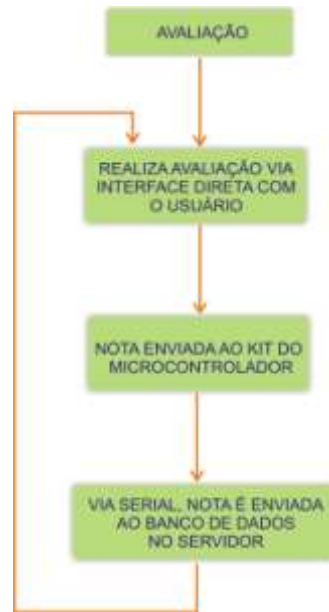 AVALIAÇÃO
REALIZA AVALIAÇÃO VIA
INTERFACE DIRETA COM
O USUÁRIO
NOTA ENVIADA AO KIT DO
MICROCONTROLADOR
VIA SERIAL, NOTA É ENVIADA
AO BANCO DE DADOS
NO SERVIDOR